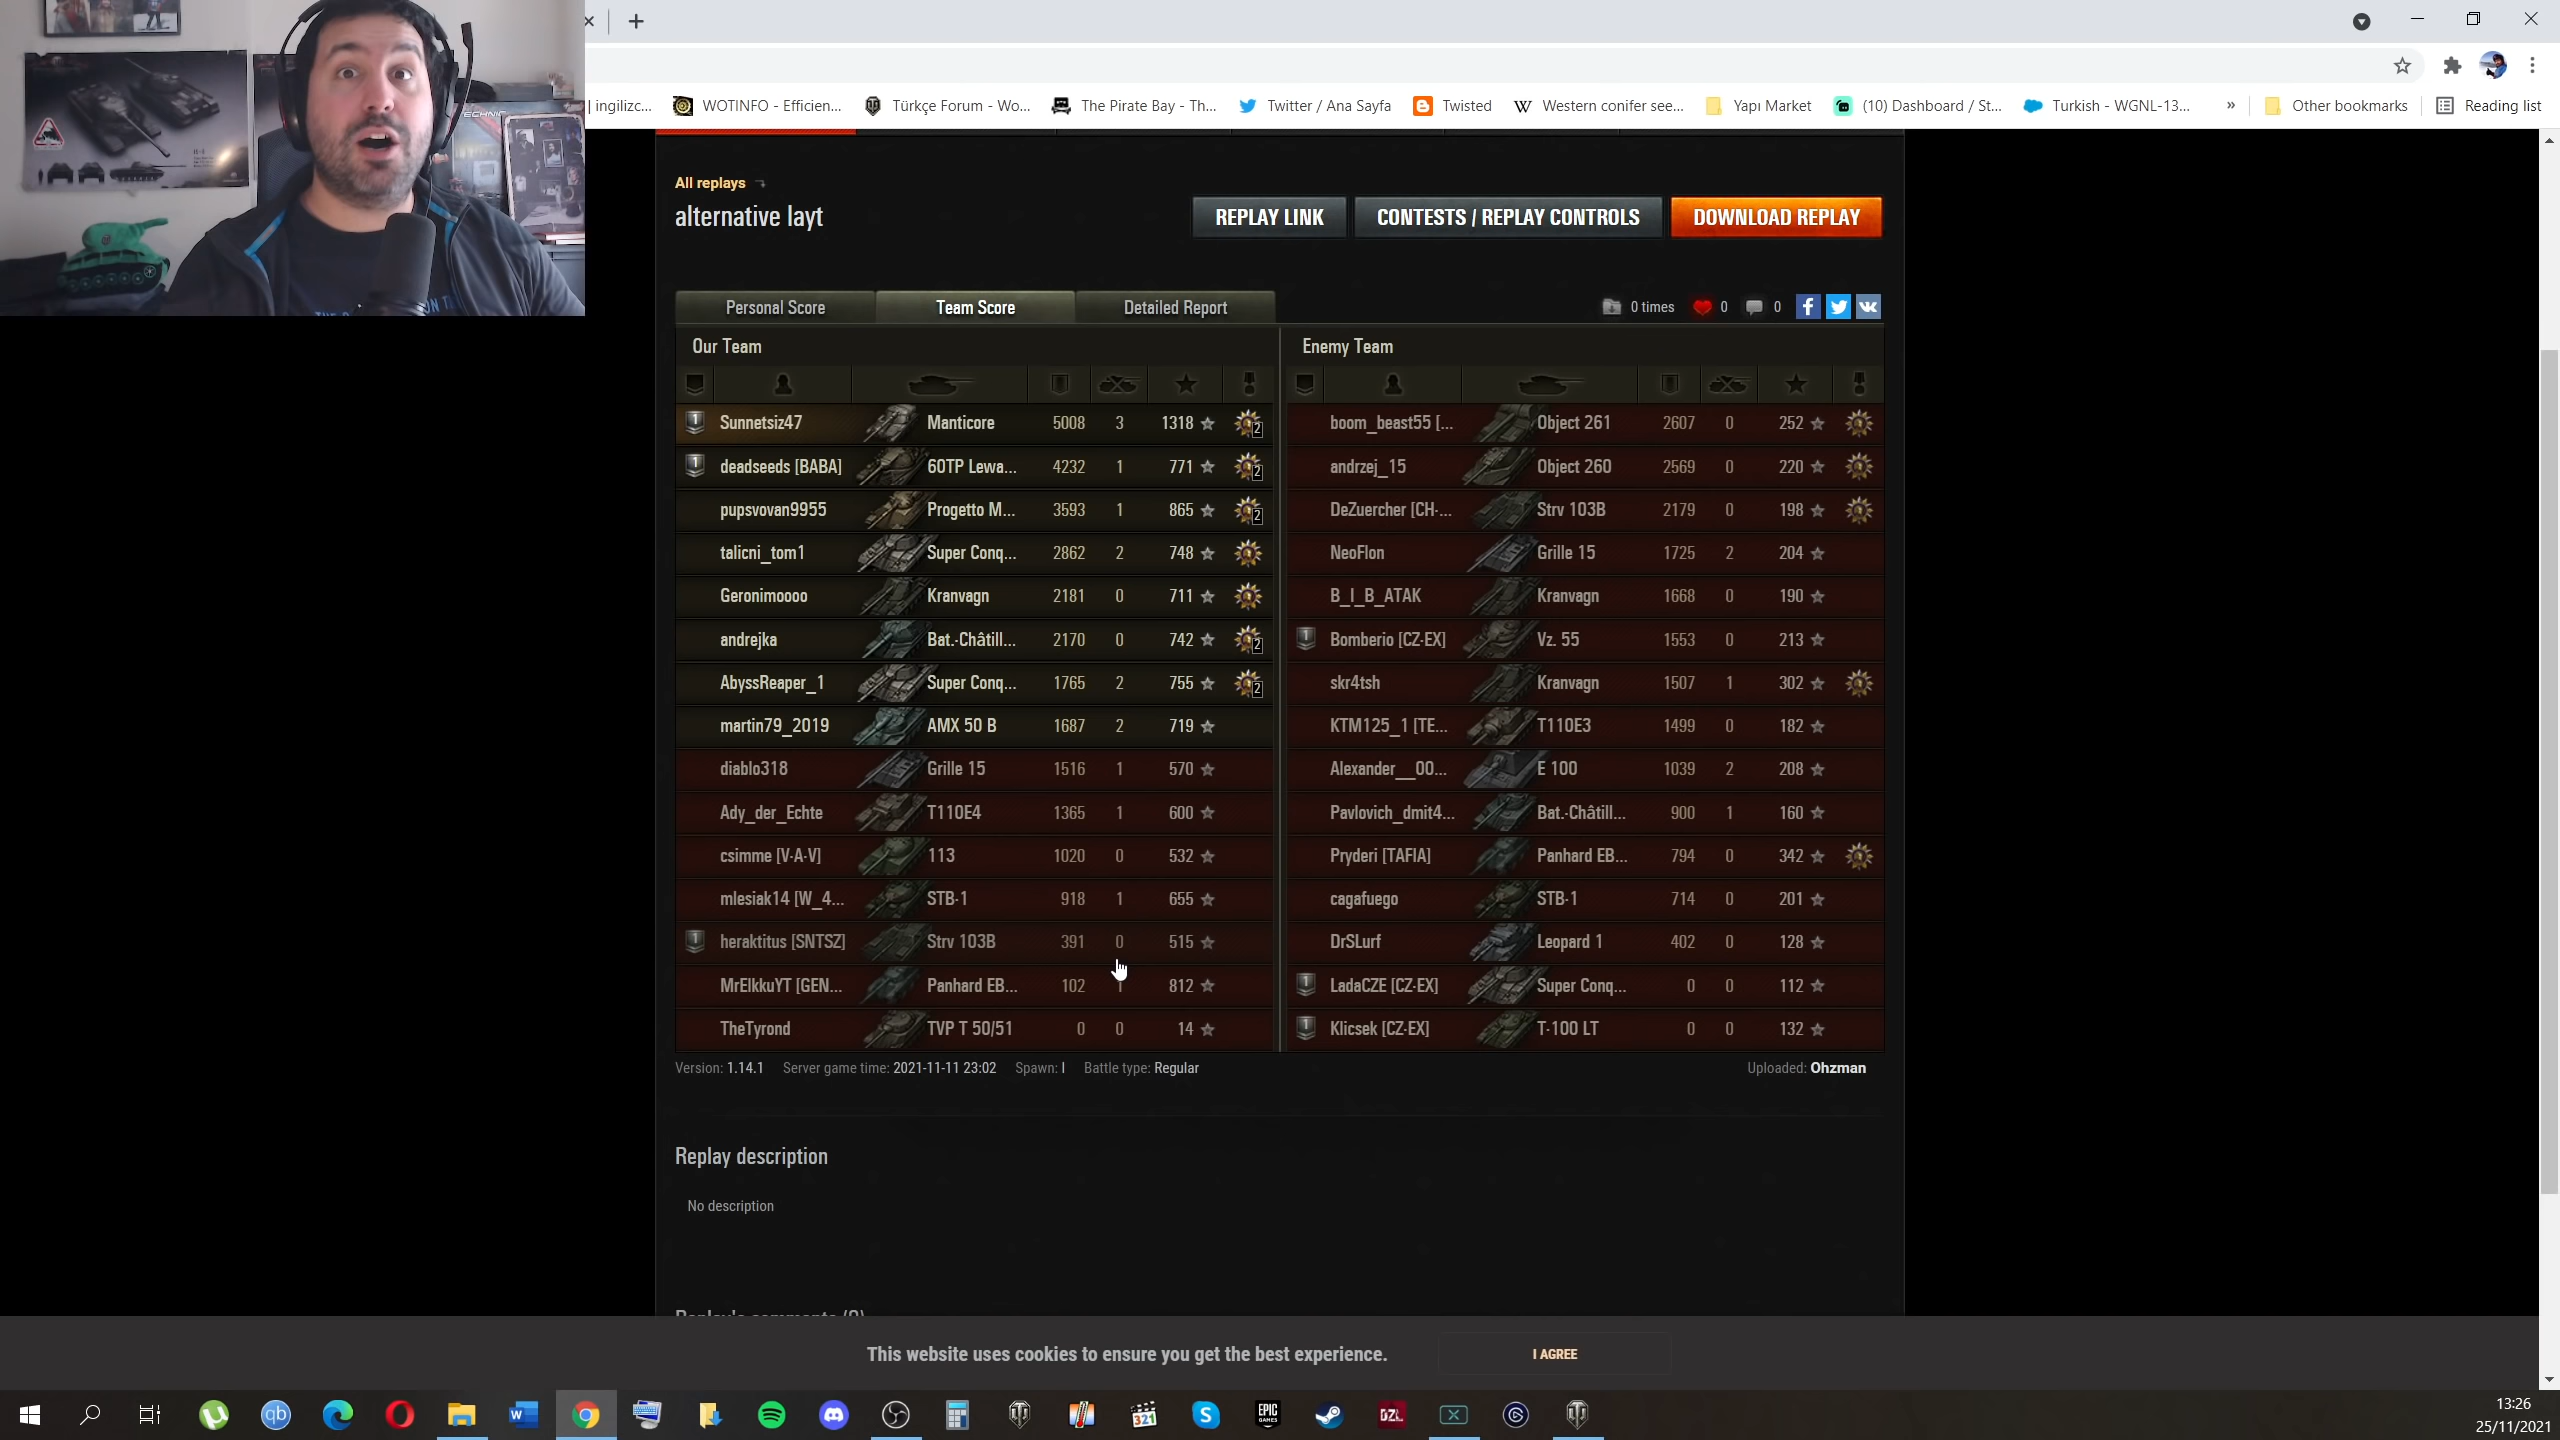 | ingilizc... WOTINFO - Efficien... Türkçe Forum - Wo... The Pirate Bay - Th... Twitter / Ana Sayfa Twisted Western conifer see... Yapı Market (10) Dashboard / St... Turkish - WGNL-13... » Other bookmarks Reading list
All replays
alternative layt
REPLAY LINK CONTESTS / REPLAY CONTROLS DOWNLOAD REPLAY
Personal Score Team Score Detailed Report 0 times 0 0
Our Team Enemy Team
Sunnetsiz47 Manticore 5008 3 1318 2 boom_beast55 [... Object 261 2607 0 252
deadseeds [BABA] 60TP Lewa... 4232 1 771 2 andrzej_15 Object 260 2569 0 220
pupsvovan9955 Progetto M... 3593 1 865 2 DeZuercher [CH-... Strv 103B 2179 0 198
talicni_tom1 Super Conq... 2862 2 748 NeoFlon Grille 15 1725 2 204
Geronimoooo Kranvagn 2181 0 711 B_I_B_ATAK Kranvagn 1668 0 190
andrejka Bat.-Châtill... 2170 0 742 2 Bomberio [CZ-EX] Vz. 55 1553 0 213
AbyssReaper_1 Super Conq... 1765 2 755 2 skr4tsh Kranvagn 1507 1 302
martin79_2019 AMX 50 B 1687 2 719 KTM125_1 [TE... T110E3 1499 0 182
diablo318 Grille 15 1516 1 570 Alexander__00... E 100 1039 2 208
Ady_der_Echte T110E4 1365 1 600 Pavlovich_dmit4... Bat.-Châtill... 900 1 160
csimme [V-A-V] 113 1020 0 532 Pryderi [TAFIA] Panhard EB... 794 0 342
mlesiak14 [W_4... STB-1 918 1 655 cagafuego STB-1 714 0 201
heraktitus [SNTSZ] Strv 103B 391 0 515 DrSLurf Leopard 1 402 0 128
MrElkkuYT [GEN... Panhard EB... 102 1 812 LadaCZE [CZ-EX] Super Conq... 0 0 112
TheTyrond TVP T 50/51 0 0 14 Klicsek [CZ-EX] T-100 LT 0 0 132
Version: 1.14.1 Server game time: 2021-11-11 23:02 Spawn: I Battle type: Regular Uploaded: Ohzman
Replay description
No description
Replay's comments (0)
This website uses cookies to ensure you get the best experience. I AGREE
13:26
25/11/2021